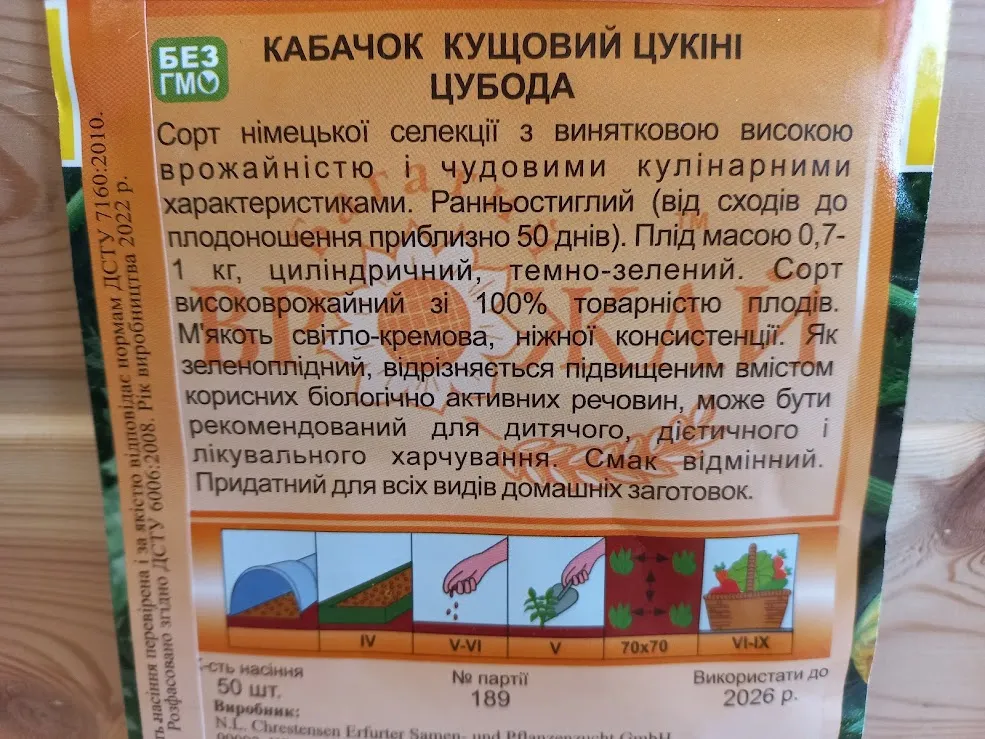 БЕЗ
ГМО
КАБАЧОК КУЩОВИЙ ЦУКІНІ
ЦУБОДА
Сорт німецької селекції з винятковою високою
врожайністю і чудовими кулінарними
характеристиками. Ранньостиглий (від сходів до
плодоношення приблизно 50 днів). Плід масою 0,7-
1 кг, циліндричний, темно-зелений. Сорт
високоврожайний зі 100% товарністю плодів.
М'якоть світло-кремова, ніжної консистенції. Як
зеленоплідний, відрізняється підвищеним вмістом
корисних біологічно активних речовин, може бути
рекомендований для дитячого, дієтичного і
лікувального харчування. Смак відмінний.
Придатний для всіх видів домашніх заготовок.
IV
V-VI
V
70х70
VI-IX
-сть насіння
50 шт.
№ партії
189
Використати до
2026 р.
Виробник:
N.L. Chrestensen Erfurter Samen- und Pflanzenzucht GmbH
ть насіння перевірена і за якістю відповідає нормам ДСТУ 7160:2010.
Розфасовано згідно ДСТУ 6006:2008. Рік виробництва 2022 р.
Багатий
ВРОЖАЙ
TM